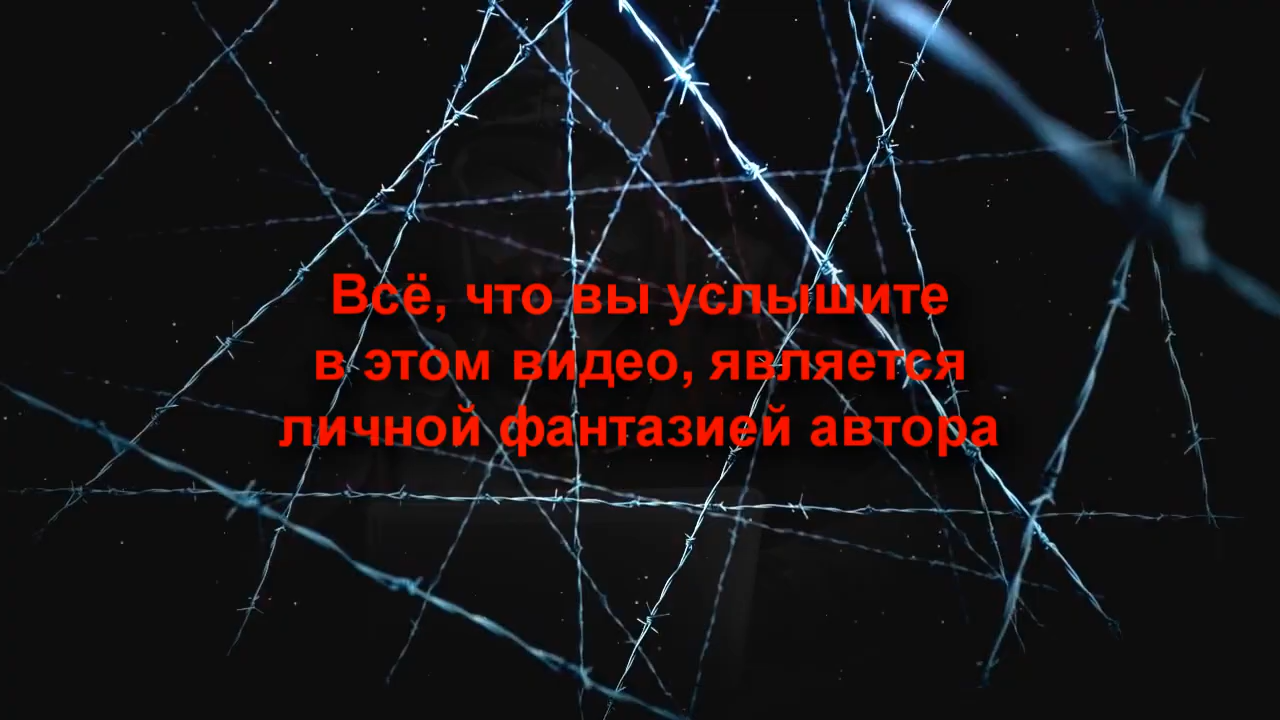 Всё, что вы услышите
в этом видео, является
личной фантазией автора